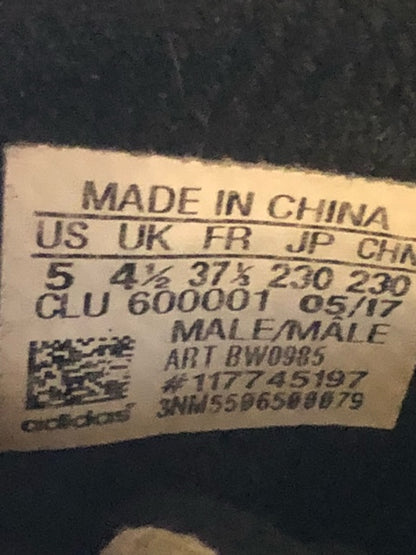 MADE IN CHINA
US UK FR JP CHN
5 4½ 37⅓ 230 230
CLU 600001 05/17
MALE/MÂLE
ART BW0985
#117745197
3NM5506500079
adidas